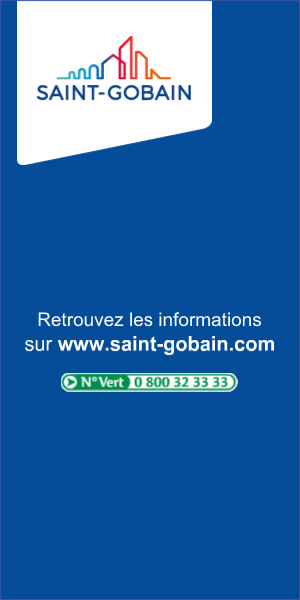 SAINT-GOBAIN
Retrouvez les informations
sur www.saint-gobain.com
N° Vert 0 800 32 33 33